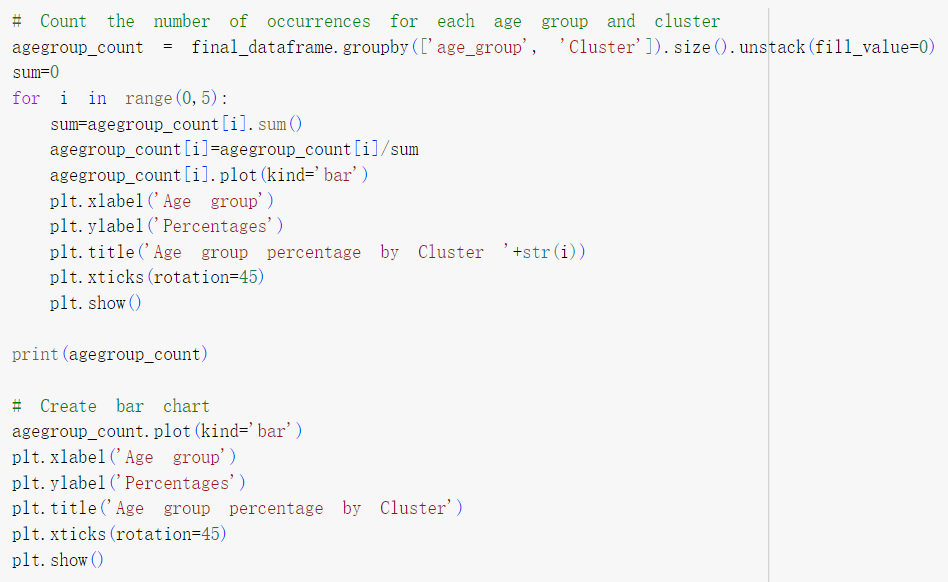 # Count the number of occurrences for each age group and cluster
agegroup_count = final_dataframe.groupby(['age_group', 'Cluster']).size().unstack(fill_value=0)
sum=0
for i in range(0,5):
    sum=agegroup_count[i].sum()
    agegroup_count[i]=agegroup_count[i]/sum
    agegroup_count[i].plot(kind='bar')
    plt.xlabel('Age group')
    plt.ylabel('Percentages')
    plt.title('Age group percentage by Cluster '+str(i))
    plt.xticks(rotation=45)
    plt.show()
print(agegroup_count)
# Create bar chart
agegroup_count.plot(kind='bar')
plt.xlabel('Age group')
plt.ylabel('Percentages')
plt.title('Age group percentage by Cluster')
plt.xticks(rotation=45)
plt.show()